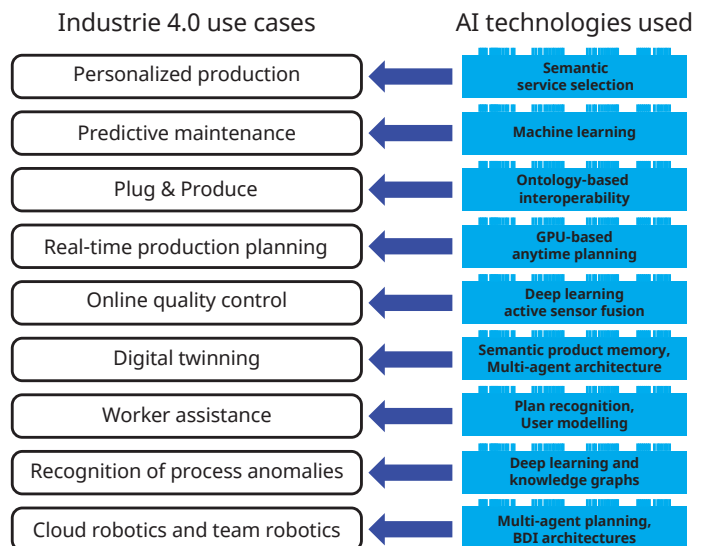 Industrie 4.0 use cases
AI technologies used
Personalized production
Semantic
service selection
Predictive maintenance
Machine learning
Plug & Produce
Ontology-based
interoperability
Real-time production planning
GPU-based
anytime planning
Online quality control
Deep learning
active sensor fusion
Digital twinning
Semantic product memory,
Multi-agent architecture
Worker assistance
Plan recognition,
User modelling
Recognition of process anomalies
Deep learning and
knowledge graphs
Cloud robotics and team robotics
Multi-agent planning,
BDI architectures